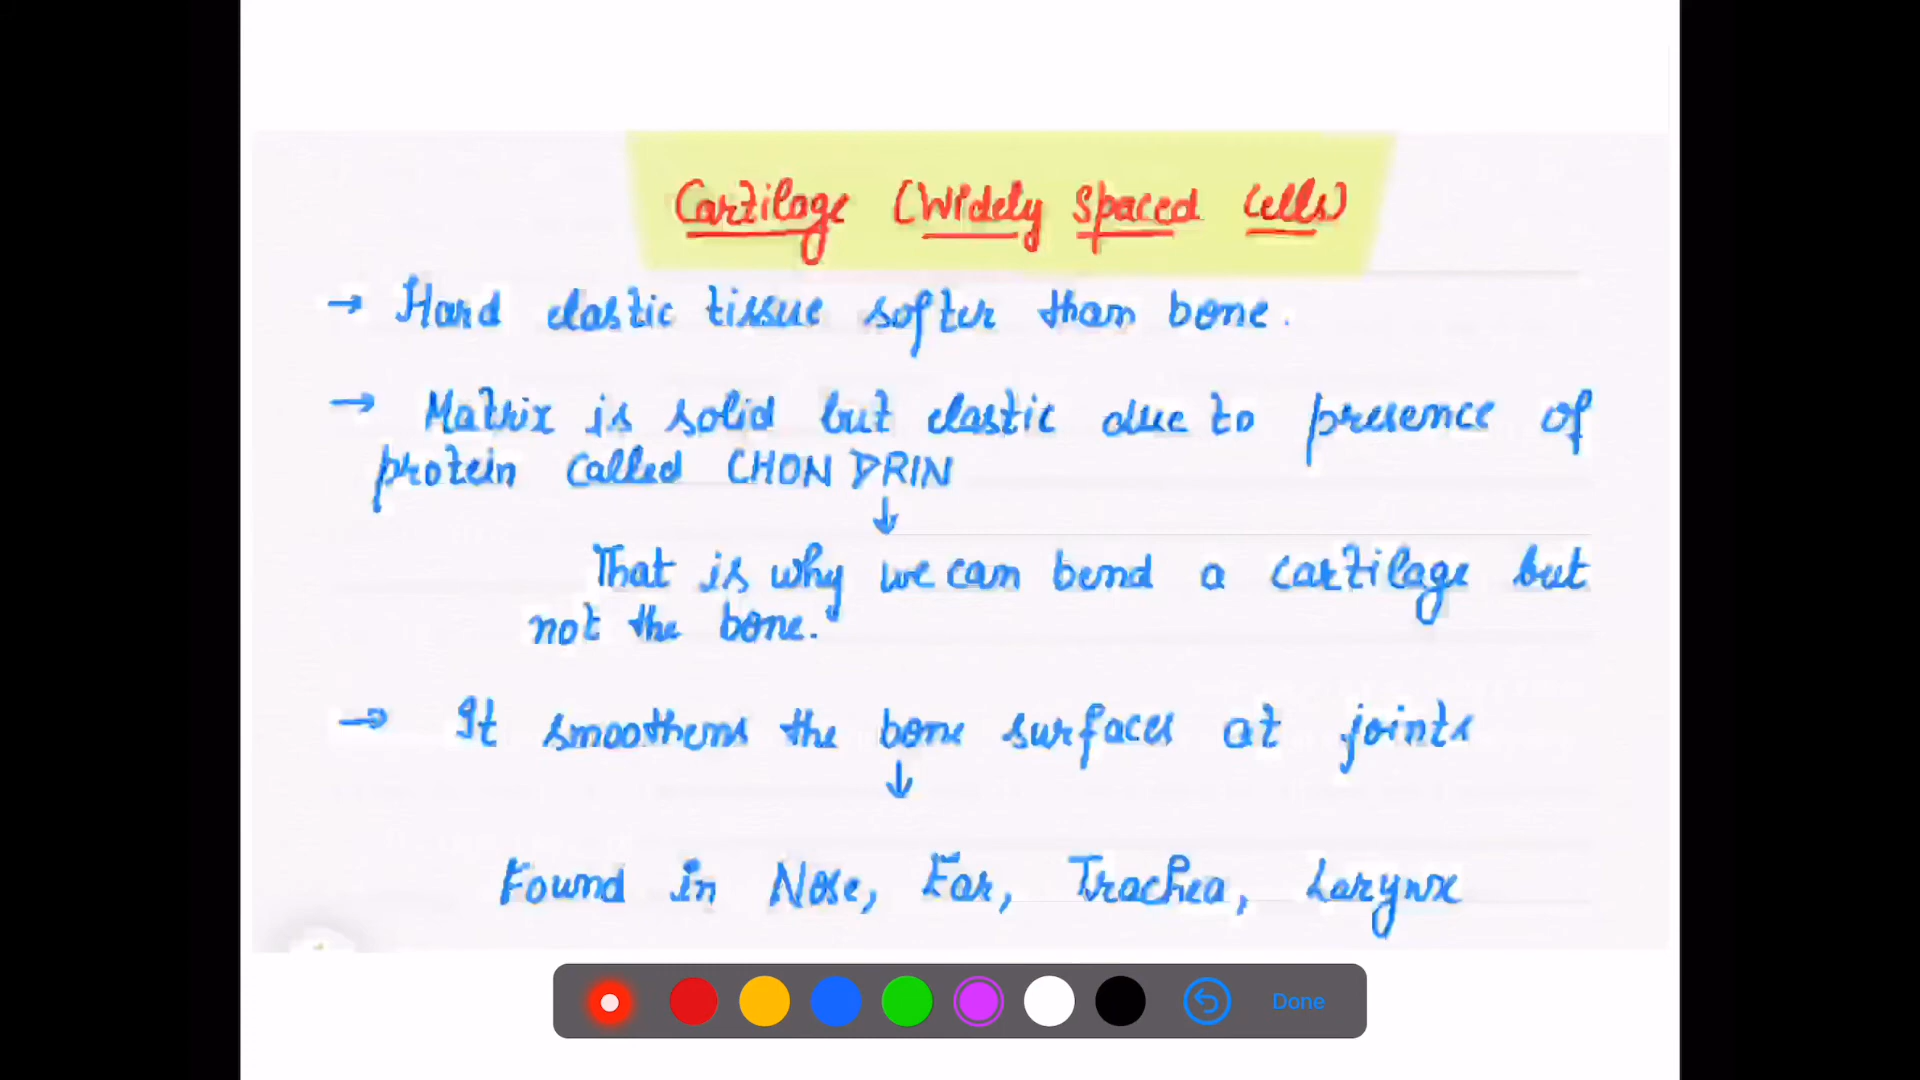 Cartilage (Widely Spaced Cells)
→ Hard elastic tissue softer than bone.
→ Matrix is solid but elastic due to presence of
protein called CHONDRIN
↓
That is why we can bend a cartilage but
not the bone.
→ It smoothens the bone surfaces at joints
↓
Found in Nose, Ear, Trachea, Larynx
Done